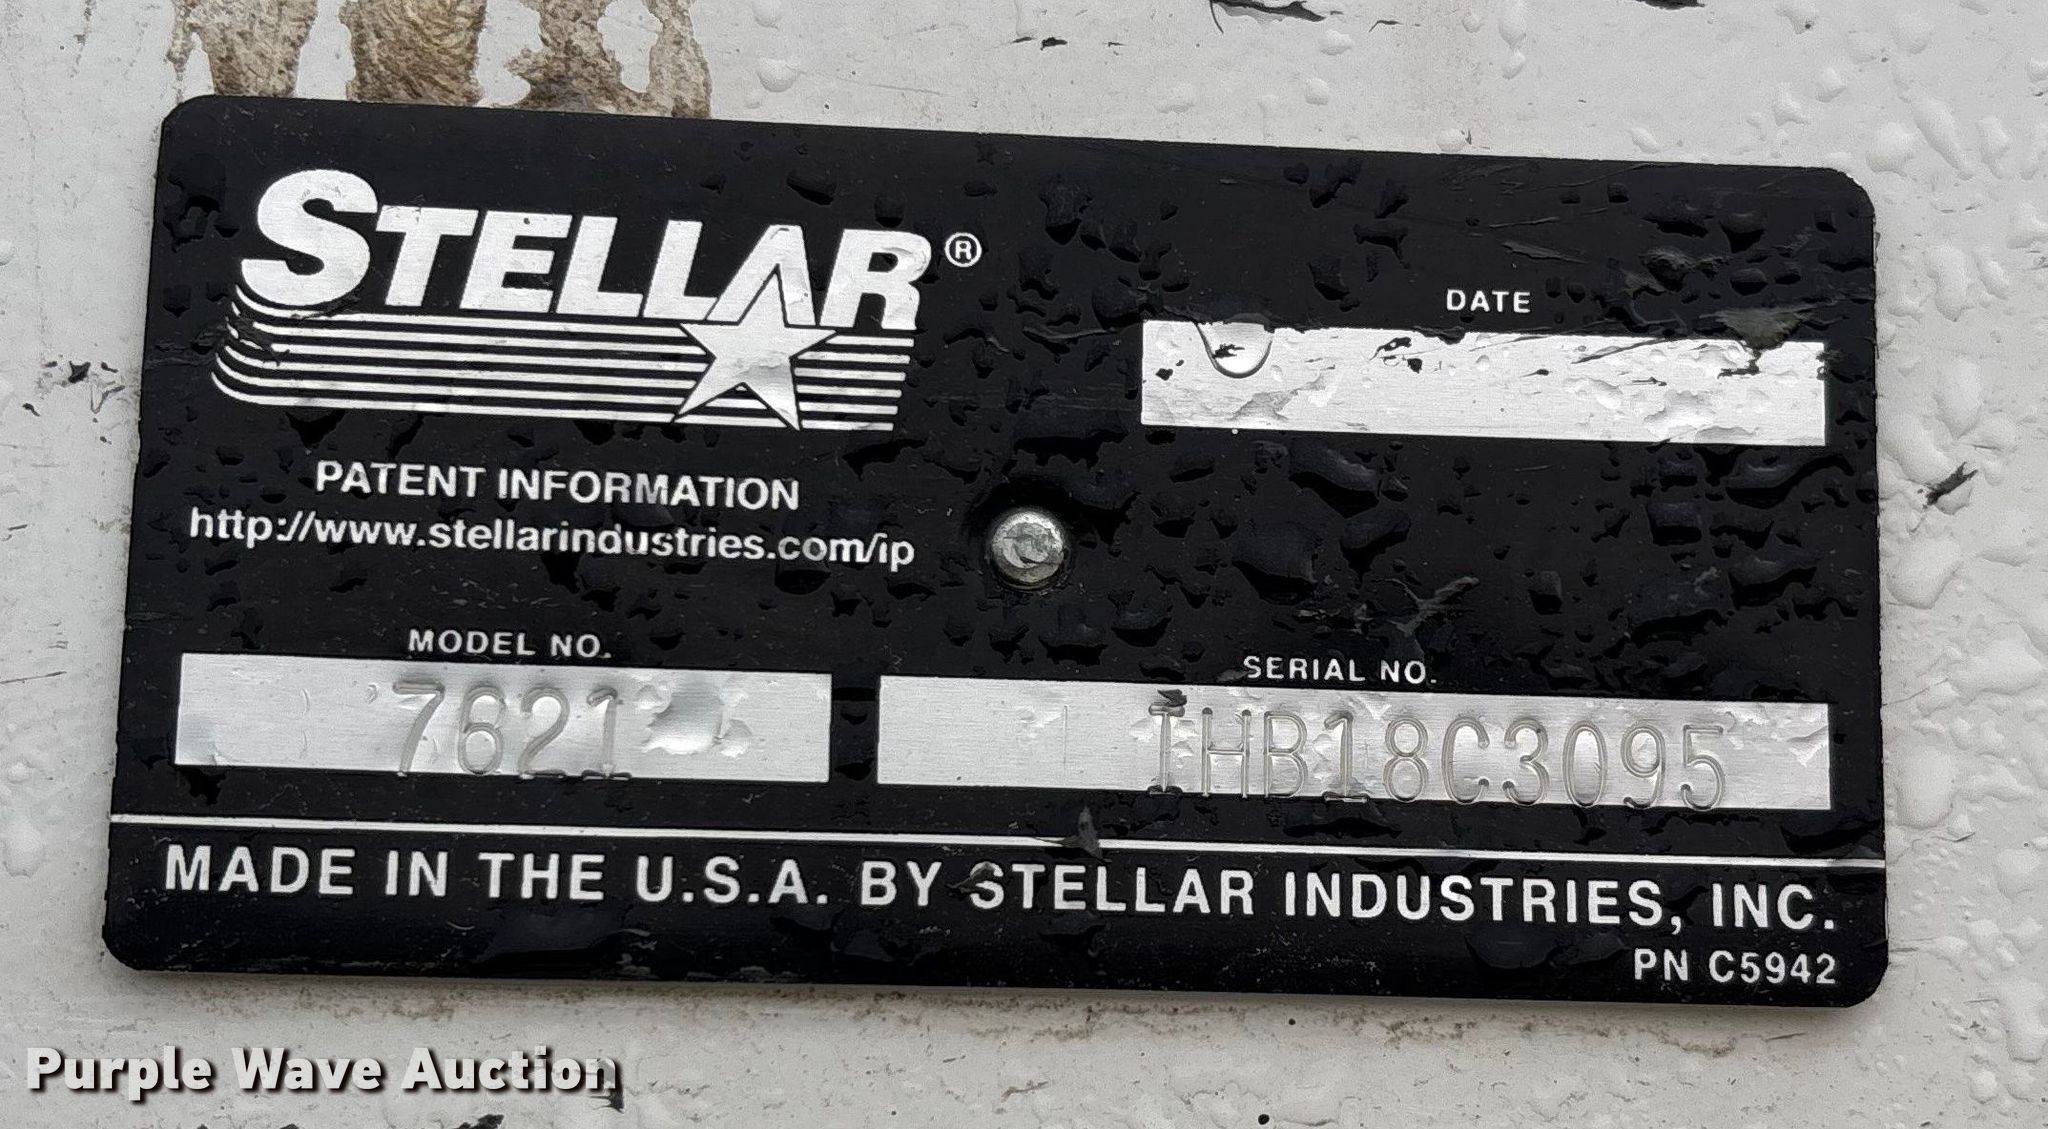 STELLAR®
DATE
PATENT INFORMATION
http://www.stellarindustries.com/ip
MODEL NO.
7621
SERIAL NO.
IHB18C3095
MADE IN THE U.S.A. BY STELLAR INDUSTRIES, INC.
PN C5942
Purple Wave Auction